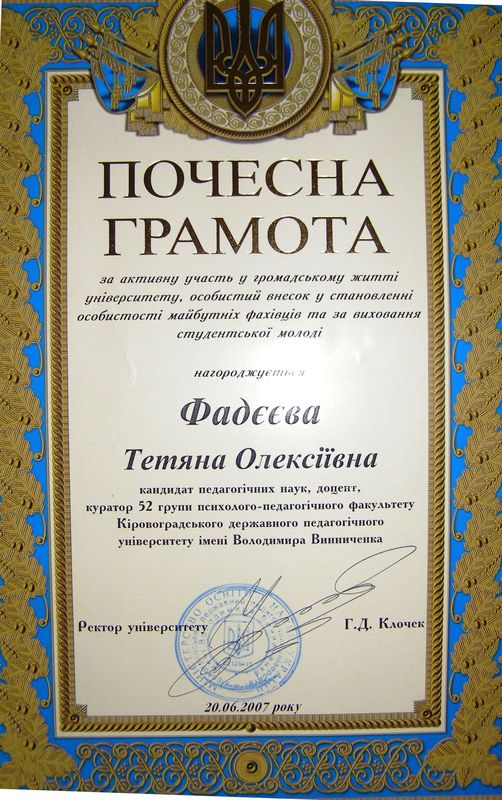 ПОЧЕСНА
ГРАМОТА
за активну участь у громадському житті
університету, особистий внесок у становленні
особистості майбутніх фахівців та за виховання
студентської молоді
нагороджується
Фадєєва
Тетяна Олексіївна
кандидат педагогічних наук, доцент,
куратор 52 групи психолого-педагогічного факультету
Кіровоградського державного педагогічного
університету імені Володимира Винниченка
Ректор університету Г.Д. Клочек
20.06.2007 року